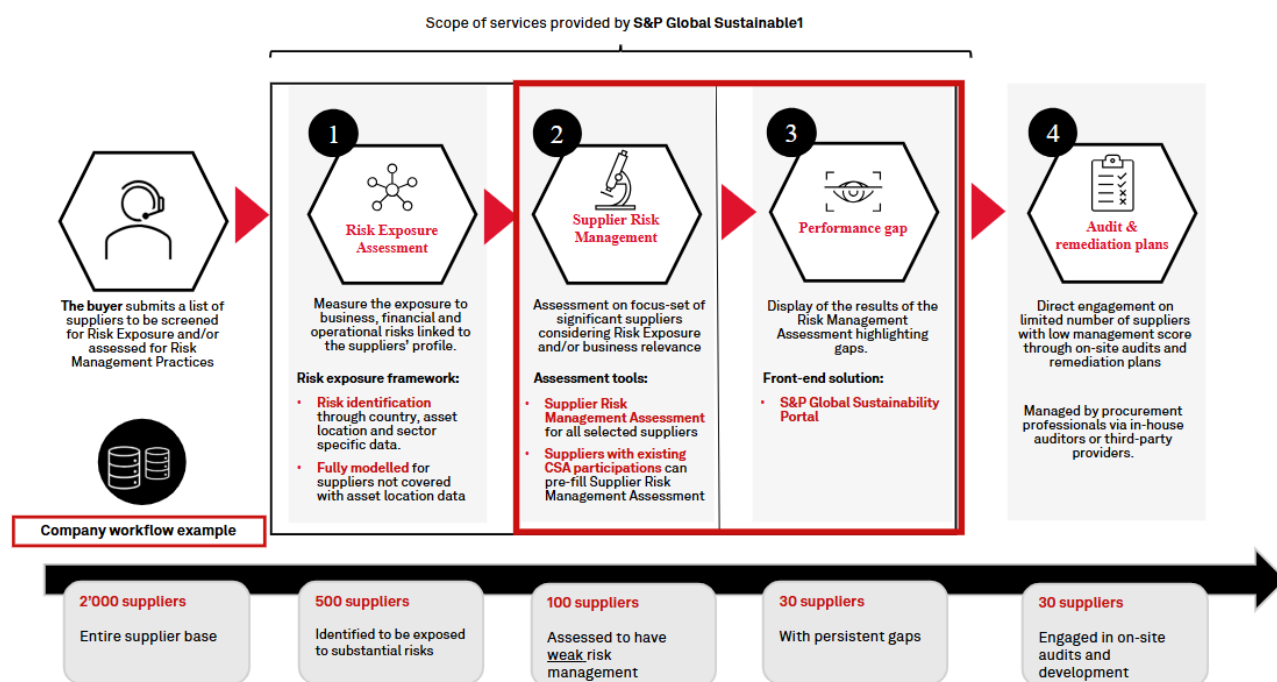 Scope of services provided by S&P Global Sustainable1
The buyer submits a list of
suppliers to be screened
for Risk Exposure and/or
assessed for Risk
Management Practices
Company workflow example
1
Risk Exposure
Assessment
Measure the exposure to
business, financial and
operational risks linked to
the suppliers' profile.
Risk exposure framework:
• Risk identification
through country, asset
location and sector
specific data.
• Fully modelled for
suppliers not covered
with asset location data
2
Supplier Risk
Management
Assessment on focus-set of
significant suppliers
considering Risk Exposure
and/or business relevance
Assessment tools:
• Supplier Risk
Management Assessment
for all selected suppliers
• Suppliers with existing
CSA participations can
pre-fill Supplier Risk
Management Assessment
3
Performance gap
Display of the results of the
Risk Management
Assessment highlighting
gaps.
Front-end solution:
• S&P Global Sustainability
Portal
4
Audit &
remediation plans
Direct engagement on
limited number of suppliers
with low management score
through on-site audits and
remediation plans
Managed by procurement
professionals via in-house
auditors or third-party
providers.
2'000 suppliers
Entire supplier base
500 suppliers
Identified to be exposed
to substantial risks
100 suppliers
Assessed to have
weak risk
management
30 suppliers
With persistent gaps
30 suppliers
Engaged in on-site
audits and
development